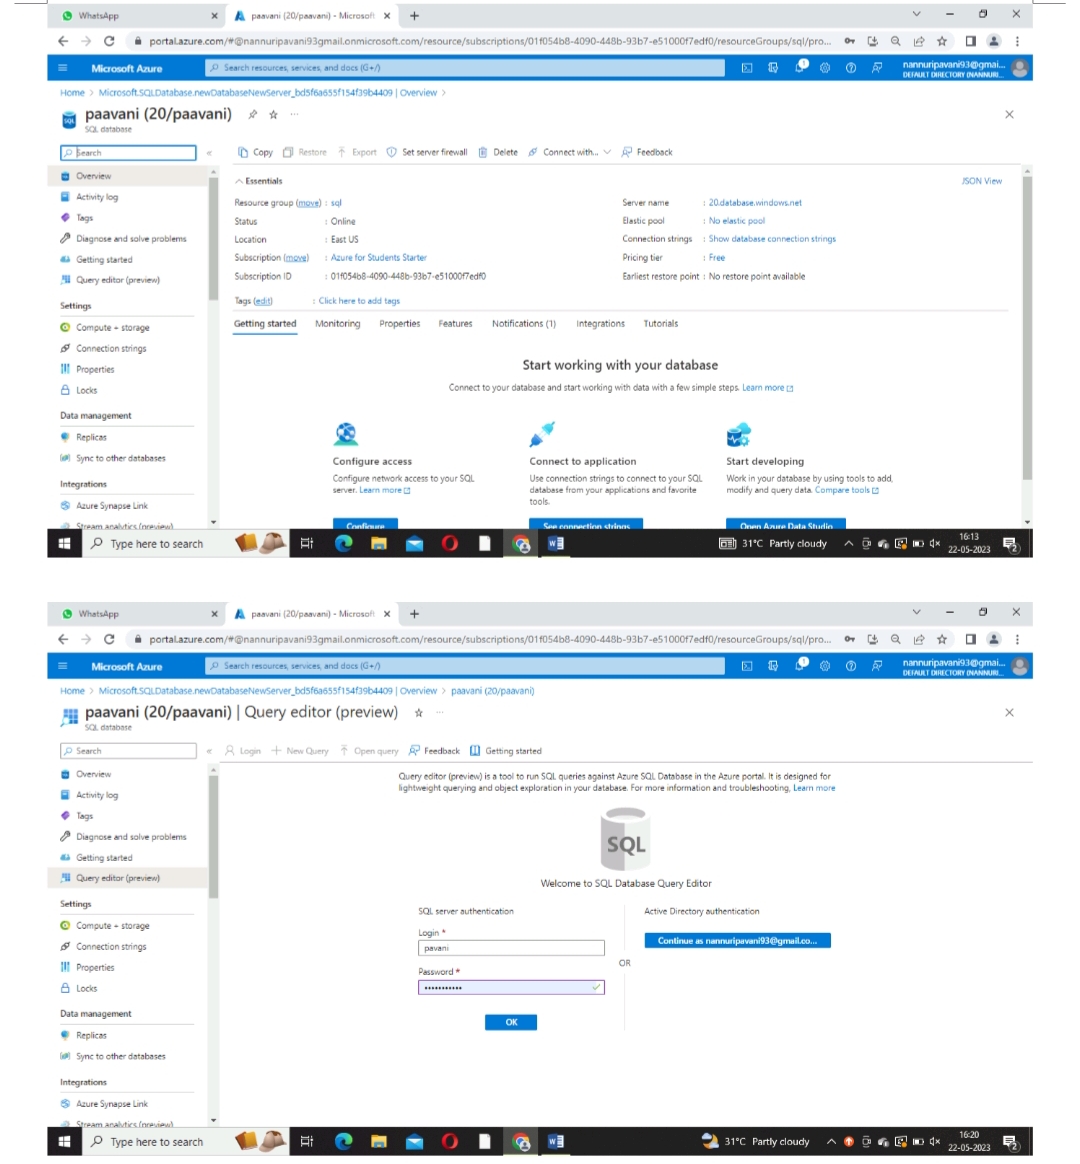 WhatsApp
paavani (20/paavani) - Microsoft
portal.azure.com/#@nannuripavani93gmail.onmicrosoft.com/resource/subscriptions/01f054b8-4090-448b-93b7-e51000f7edf0/resourceGroups/sql/pro...
Microsoft Azure
Search resources, services, and docs (G+/)
1
nannuripavani93@gmai...
DEFAULT DIRECTORY (NANNURI...
Home > Microsoft.SQLDatabase.newDatabaseNewServer_bd5f6a655f154f39b4409 | Overview >
paavani (20/paavani)
SQL database
Search
Copy Restore Export Set server firewall Delete Connect with... Feedback
Overview
Activity log
Tags
Diagnose and solve problems
Getting started
Query editor (preview)
Settings
Compute + storage
Connection strings
Properties
Locks
Data management
Replicas
Sync to other databases
Integrations
Azure Synapse Link
Stream analytics (preview)
Essentials
JSON View
Resource group (move) : sql
Status : Online
Location : East US
Subscription (move) : Azure for Students Starter
Subscription ID : 01f054b8-4090-448b-93b7-e51000f7edf0
Server name : 20.database.windows.net
Elastic pool : No elastic pool
Connection strings : Show database connection strings
Pricing tier : Free
Earliest restore point : No restore point available
Tags (edit) : Click here to add tags
Getting started Monitoring Properties Features Notifications (1) Integrations Tutorials
Start working with your database
Connect to your database and start working with data with a few simple steps. Learn more
Configure access
Configure network access to your SQL
server. Learn more
Configure
Connect to application
Use connection strings to connect to your SQL
database from your applications and favorite
tools.
See connection strings
Start developing
Work in your database by using tools to add,
modify and query data. Compare tools
Open Azure Data Studio
Type here to search
31°C Partly cloudy
16:13
22-05-2023
2
WhatsApp
paavani (20/paavani) - Microsoft
portal.azure.com/#@nannuripavani93gmail.onmicrosoft.com/resource/subscriptions/01f054b8-4090-448b-93b7-e51000f7edf0/resourceGroups/sql/pro...
Microsoft Azure
Search resources, services, and docs (G+/)
1
nannuripavani93@gmai...
DEFAULT DIRECTORY (NANNURI...
Home > Microsoft.SQLDatabase.newDatabaseNewServer_bd5f6a655f154f39b4409 | Overview > paavani (20/paavani)
paavani (20/paavani) | Query editor (preview)
SQL database
Search
Login New Query Open query Feedback Getting started
Overview
Activity log
Tags
Diagnose and solve problems
Getting started
Query editor (preview)
Settings
Compute + storage
Connection strings
Properties
Locks
Data management
Replicas
Sync to other databases
Integrations
Azure Synapse Link
Stream analytics (preview)
Query editor (preview) is a tool to run SQL queries against Azure SQL Database in the Azure portal. It is designed for
lightweight querying and object exploration in your database. For more information and troubleshooting, Learn more
SQL
Welcome to SQL Database Query Editor
SQL server authentication
Login *
pavani
Password *
•••••••••••
OK
OR
Active Directory authentication
Continue as nannuripavani93@gmail.co...
Type here to search
31°C Partly cloudy
16:20
22-05-2023
2